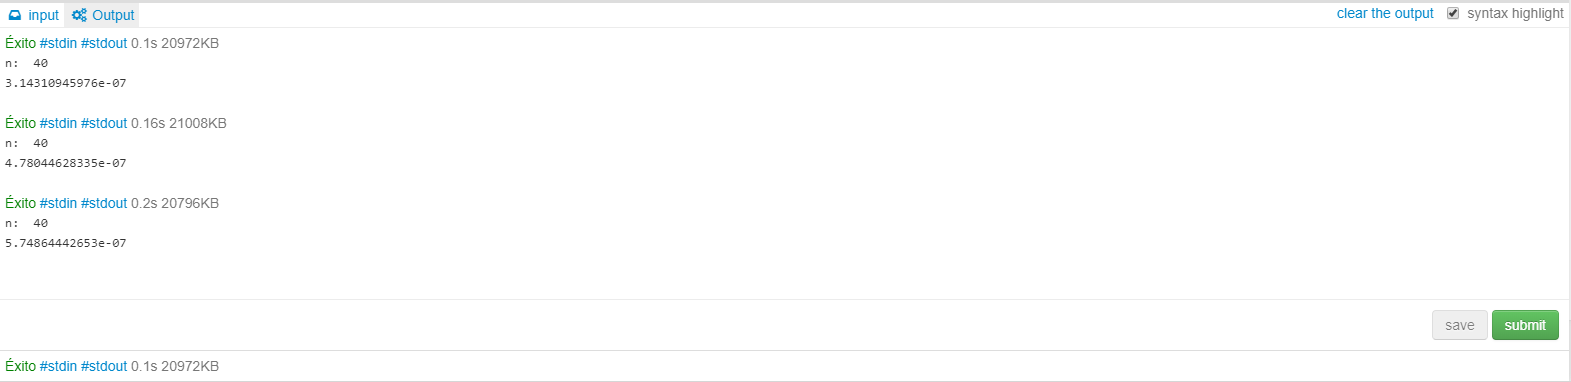 input Output clear the output syntax highlight
Éxito #stdin #stdout 0.1s 20972KB
n:  40
3.14310945976e-07
Éxito #stdin #stdout 0.16s 21008KB
n:  40
4.78044628335e-07
Éxito #stdin #stdout 0.2s 20796KB
n:  40
5.74864442653e-07
save submit
Éxito #stdin #stdout 0.1s 20972KB